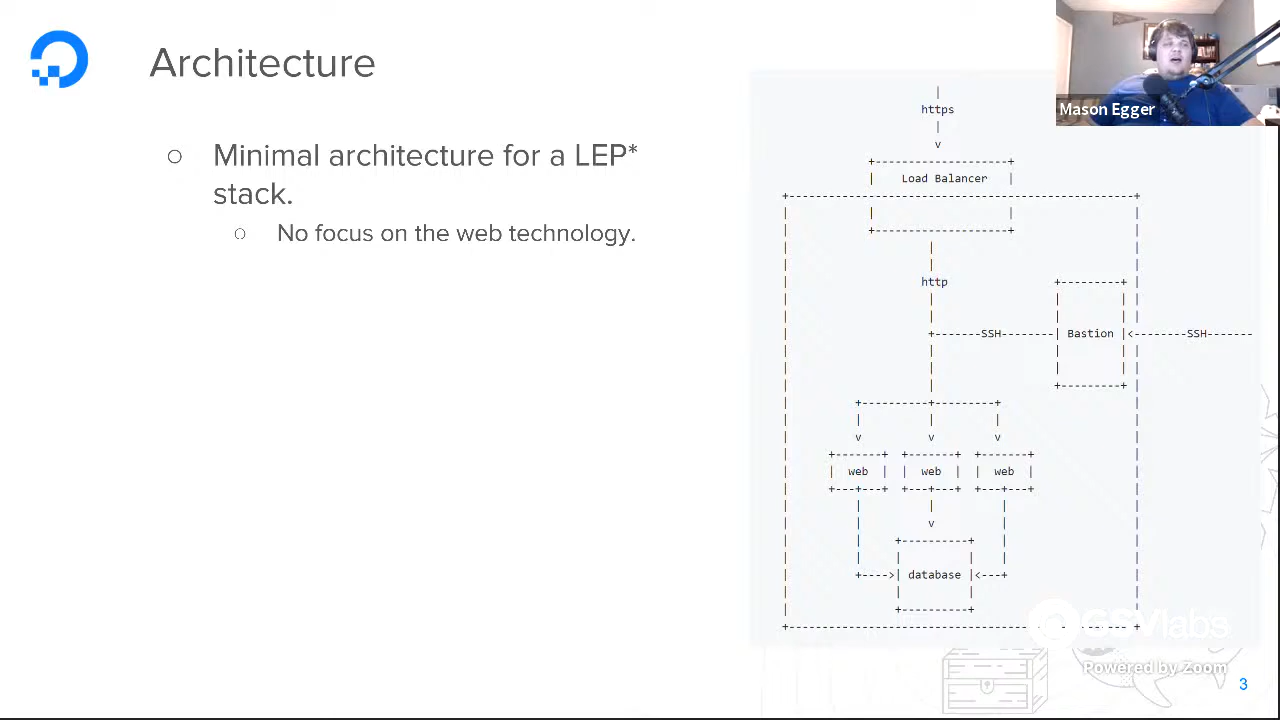 Architecture
Mason Egger
Minimal architecture for a LEP*
stack.
No focus on the web technology.
https
v
Load Balancer
http
SSH
Bastion
SSH
v v v
web web web
v
database
GSVlabs
Powered by Zoom
3